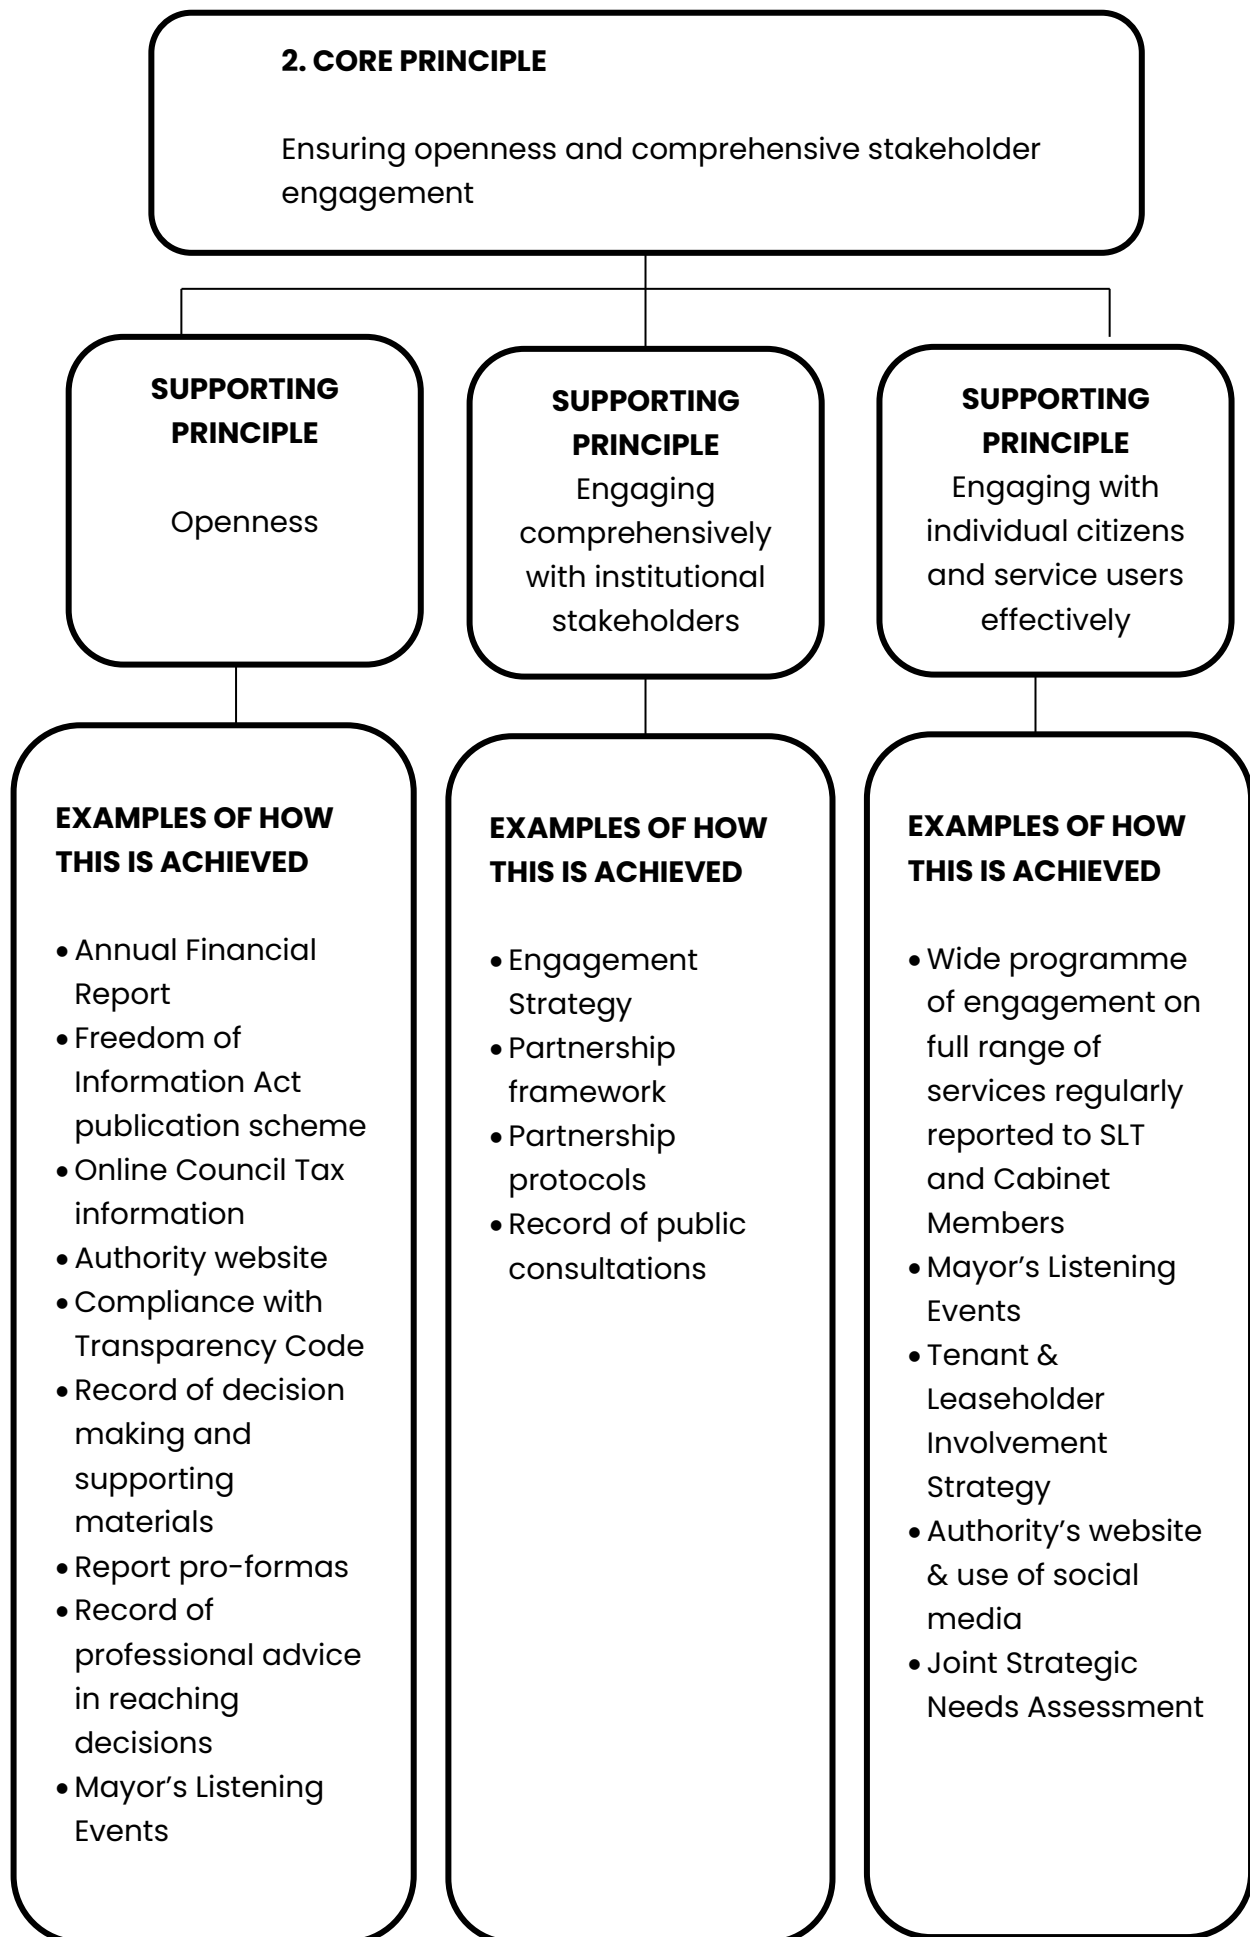 2. CORE PRINCIPLE
Ensuring openness and comprehensive stakeholder
engagement
SUPPORTING
PRINCIPLE
Openness
SUPPORTING
PRINCIPLE
Engaging
comprehensively
with institutional
stakeholders
SUPPORTING
PRINCIPLE
Engaging with
individual citizens
and service users
effectively
EXAMPLES OF HOW
THIS IS ACHIEVED
• Annual Financial
Report
• Freedom of
Information Act
publication scheme
• Online Council Tax
information
• Authority website
• Compliance with
Transparency Code
• Record of decision
making and
supporting
materials
• Report pro-formas
• Record of
professional advice
in reaching
decisions
• Mayor’s Listening
Events
EXAMPLES OF HOW
THIS IS ACHIEVED
• Engagement
Strategy
• Partnership
framework
• Partnership
protocols
• Record of public
consultations
EXAMPLES OF HOW
THIS IS ACHIEVED
• Wide programme
of engagement on
full range of
services regularly
reported to SLT
and Cabinet
Members
• Mayor’s Listening
Events
• Tenant &
Leaseholder
Involvement
Strategy
• Authority’s website
& use of social
media
• Joint Strategic
Needs Assessment